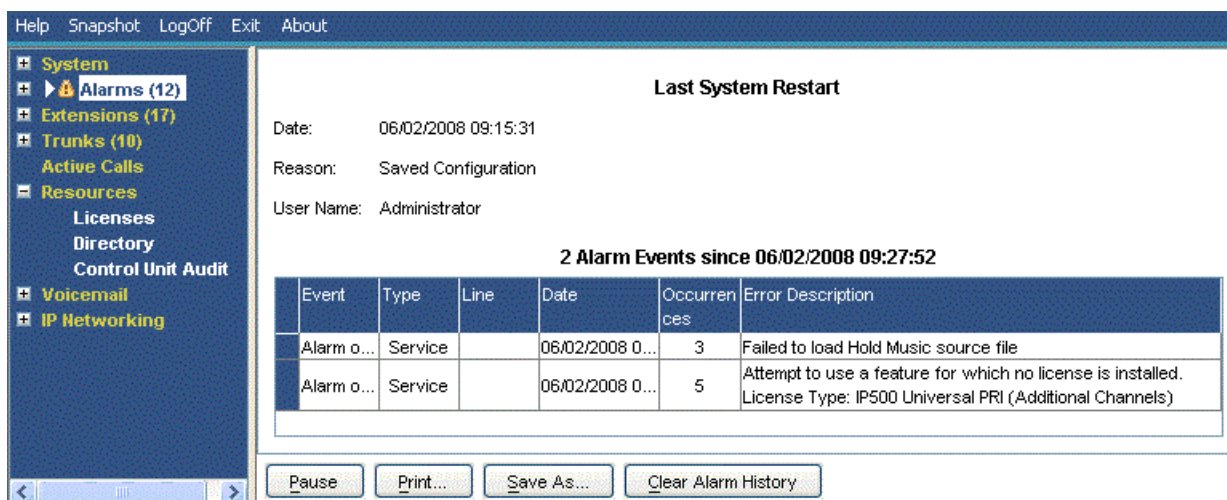 Help Snapshot LogOff Exit About
System
Alarms (12)
Extensions (17)
Trunks (10)
Active Calls
Resources
Licenses
Directory
Control Unit Audit
Voicemail
IP Networking
Last System Restart
Date: 06/02/2008 09:15:31
Reason: Saved Configuration
User Name: Administrator
2 Alarm Events since 06/02/2008 09:27:52
Event Type Line Date Occurren Error Description
ces
Alarm o... Service 06/02/2008 0... 3 Failed to load Hold Music source file
Alarm o... Service 06/02/2008 0... 5 Attempt to use a feature for which no license is installed.
License Type: IP500 Universal PRI (Additional Channels)
Pause Print... Save As... Clear Alarm History